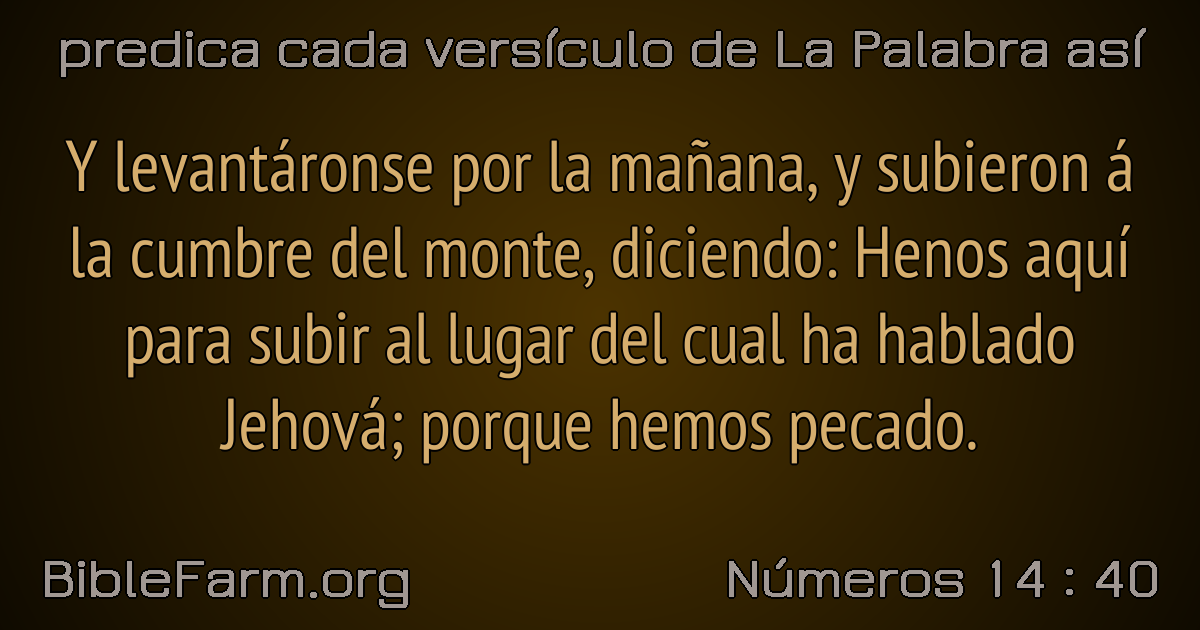 predica cada versículo de La Palabra así
Y levantáronse por la mañana, y subieron á
la cumbre del monte, diciendo: Henos aquí
para subir al lugar del cual ha hablado
Jehová; porque hemos pecado.
BibleFarm.org
Números 14 : 40